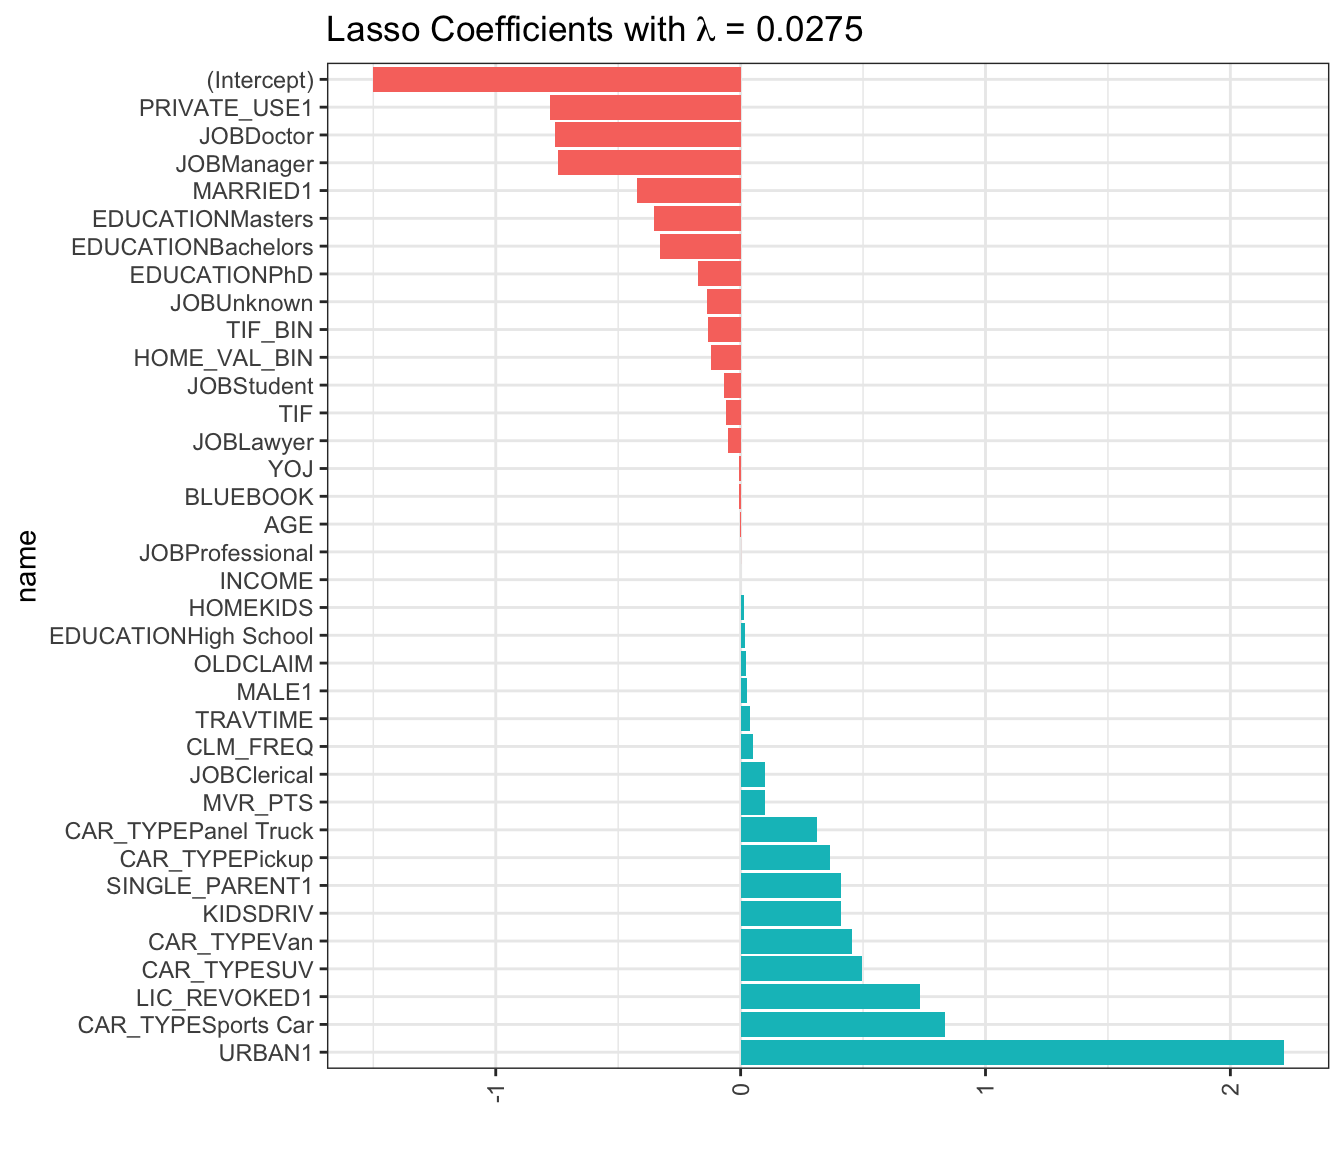 Lasso Coefficients with λ = 0.0275
(Intercept)
PRIVATE_USE1
JOBDoctor
JOBManager
MARRIED1
EDUCATIONMasters
EDUCATIONBachelors
EDUCATIONPhD
JOBUnknown
TIF_BIN
HOME_VAL_BIN
JOBStudent
TIF
JOBLawyer
YOJ
BLUEBOOK
AGE
JOBProfessional
INCOME
HOMEKIDS
EDUCATIONHigh School
OLDCLAIM
MALE1
TRAVTIME
CLM_FREQ
JOBClerical
MVR_PTS
CAR_TYPEPanel Truck
CAR_TYPEPickup
SINGLE_PARENT1
KIDSDRIV
CAR_TYPEVan
CAR_TYPESUV
LIC_REVOKED1
CAR_TYPESports Car
URBAN1
name
-1
0
1
2